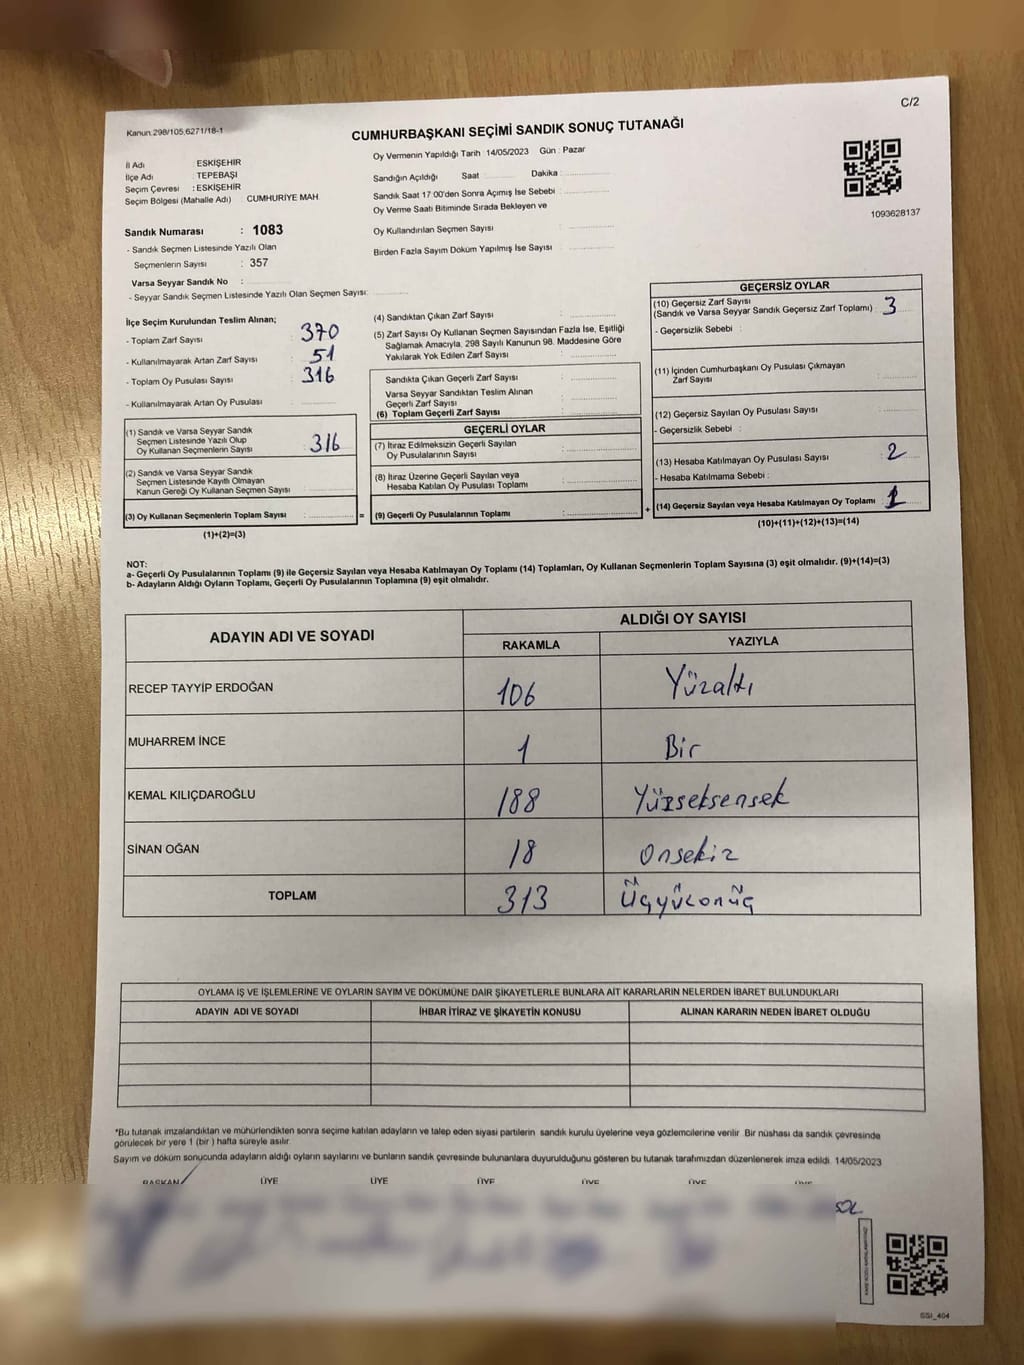 C/2
Kanun.298/105,6271/18-1
CUMHURBAŞKANI SEÇİMİ SANDIK SONUÇ TUTANAĞI
İl Adı ESKİŞEHİR
İlçe Adı : TEPEBAŞI
Seçim Çevresi : ESKİŞEHİR
Seçim Bölgesi (Mahalle Adı) : CUMHURİYE MAH.
Sandık Numarası : 1083
- Sandık Seçmen Listesinde Yazılı Olan
Seçmenlerin Sayısı : 357
Varsa Seyyar Sandık No :
- Seyyar Sandık Seçmen Listesinde Yazılı Olan Seçmen Sayısı:
Oy Vermenin Yapıldığı Tarih : 14/05/2023 Gün : Pazar
Sandığın Açıldığı Saat Dakika :
Sandık Saat 17:00'den Sonra Açımış İse Sebebi :
Oy Verme Saati Bitiminde Sırada Bekleyen ve
Oy Kullandırılan Seçmen Sayısı :
Birden Fazla Sayım Döküm Yapılmış İse Sayısı :
1093628137
İlçe Seçim Kurulundan Teslim Alınan;
- Toplam Zarf Sayısı : 370
- Kullanılmayarak Artan Zarf Sayısı : 51
- Toplam Oy Pusulası Sayısı : 316
- Kullanılmayarak Artan Oy Pusulası :
(1) Sandık ve Varsa Seyyar Sandık
Seçmen Listesinde Yazılı Olup
Oy Kullanan Seçmenlerin Sayısı : 316
(2) Sandık ve Varsa Seyyar Sandık
Seçmen Listesinde Kayıtlı Olmayan
Kanun Gereği Oy Kullanan Seçmen Sayısı :
(3) Oy Kullanan Seçmenlerin Toplam Sayısı : =
(1)+(2)=(3)
(4) Sandıktan Çıkan Zarf Sayısı :
(5) Zarf Sayısı Oy Kullanan Seçmen Sayısından Fazla İse, Eşitliği
Sağlamak Amacıyla, 298 Sayılı Kanunun 98. Maddesine Göre
Yakılarak Yok Edilen Zarf Sayısı :
Sandıkta Çıkan Geçerli Zarf Sayısı :
Varsa Seyyar Sandıktan Teslim Alınan
Geçerli Zarf Sayısı :
(6) Toplam Geçerli Zarf Sayısı :
GEÇERLİ OYLAR
(7) İtiraz Edilmeksizin Geçerli Sayılan
Oy Pusulalarının Sayısı :
(8) İtiraz Üzerine Geçerli Sayılan veya
Hesaba Katılan Oy Pusulası Toplamı :
(9) Geçerli Oy Pusulalarının Toplamı : +
GEÇERSİZ OYLAR
(10) Geçersiz Zarf Sayısı
(Sandık ve Varsa Seyyar Sandık Geçersiz Zarf Toplamı) : 3
- Geçersizlik Sebebi :
(11) İçinden Cumhurbaşkanı Oy Pusulası Çıkmayan
Zarf Sayısı :
(12) Geçersiz Sayılan Oy Pusulası Sayısı :
- Geçersizlik Sebebi :
(13) Hesaba Katılmayan Oy Pusulası Sayısı : 2
- Hesaba Katılmama Sebebi :
(14) Geçersiz Sayılan veya Hesaba Katılmayan Oy Toplamı :
(10)+(11)+(12)+(13)=(14)
NOT:
a- Geçerli Oy Pusulalarının Toplamı (9) ile Geçersiz Sayılan veya Hesaba Katılmayan Oy Toplamı (14) Toplamları, Oy Kullanan Seçmenlerin Toplam Sayısına (3) eşit olmalıdır. (9)+(14)=(3)
b- Adayların Aldığı Oyların Toplamı, Geçerli Oy Pusulalarının Toplamına (9) eşit olmalıdır.
ADAYIN ADI VE SOYADI ALDIĞI OY SAYISI
RAKAMLA YAZIYLA
RECEP TAYYİP ERDOĞAN 106 Yüzaltı
MUHARREM İNCE 1 Bir
KEMAL KILIÇDAROĞLU 188 Yüzseksensek
SİNAN OĞAN 18 Onsekiz
TOPLAM 313 Üçyüzonüç
OYLAMA İŞ VE İŞLEMLERİNE VE OYLARIN SAYIM VE DÖKÜMÜNE DAİR ŞİKAYETLERLE BUNLARA AİT KARARLARIN NELERDEN İBARET BULUNDUKLARI
ADAYIN ADI VE SOYADI İHBAR İTİRAZ VE ŞİKAYETİN KONUSU ALINAN KARARIN NEDEN İBARET OLDUĞU
*Bu tutanak imzalandıktan ve mühürlendikten sonra seçime katılan adayların ve talep eden siyasi partilerin sandık kurulu üyelerine veya gözlemcilerine verilir. Bir nüshası da sandık çevresinde
görülecek bir yere 1 (bir ) hafta süreyle asılır.
Sayım ve döküm sonucunda adayların aldığı oyların sayılarını ve bunların sandık çevresinde bulunanlara duyurulduğunu gösteren bu tutanak tarafımızdan düzenlenerek imza edildi. 14/05/2023
BAŞKAN ÜYE ÜYE ÜYE ÜYE ÜYE ÜYE
SSİ_404